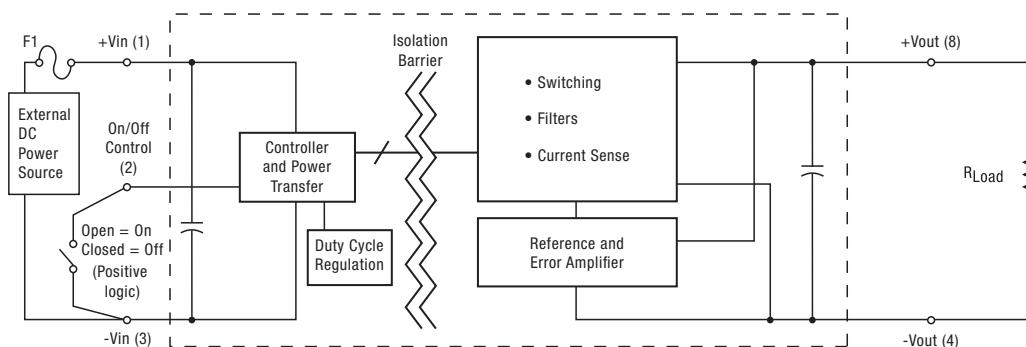 F1
+Vin (1)
External
DC
Power
Source
On/Off
Control
(2)
Open = On
Closed = Off
(Positive
logic)
-Vin (3)
Controller
and Power
Transfer
Duty Cycle
Regulation
Isolation
Barrier
• Switching
• Filters
• Current Sense
Reference and
Error Amplifier
+Vout (8)
RLoad
-Vout (4)